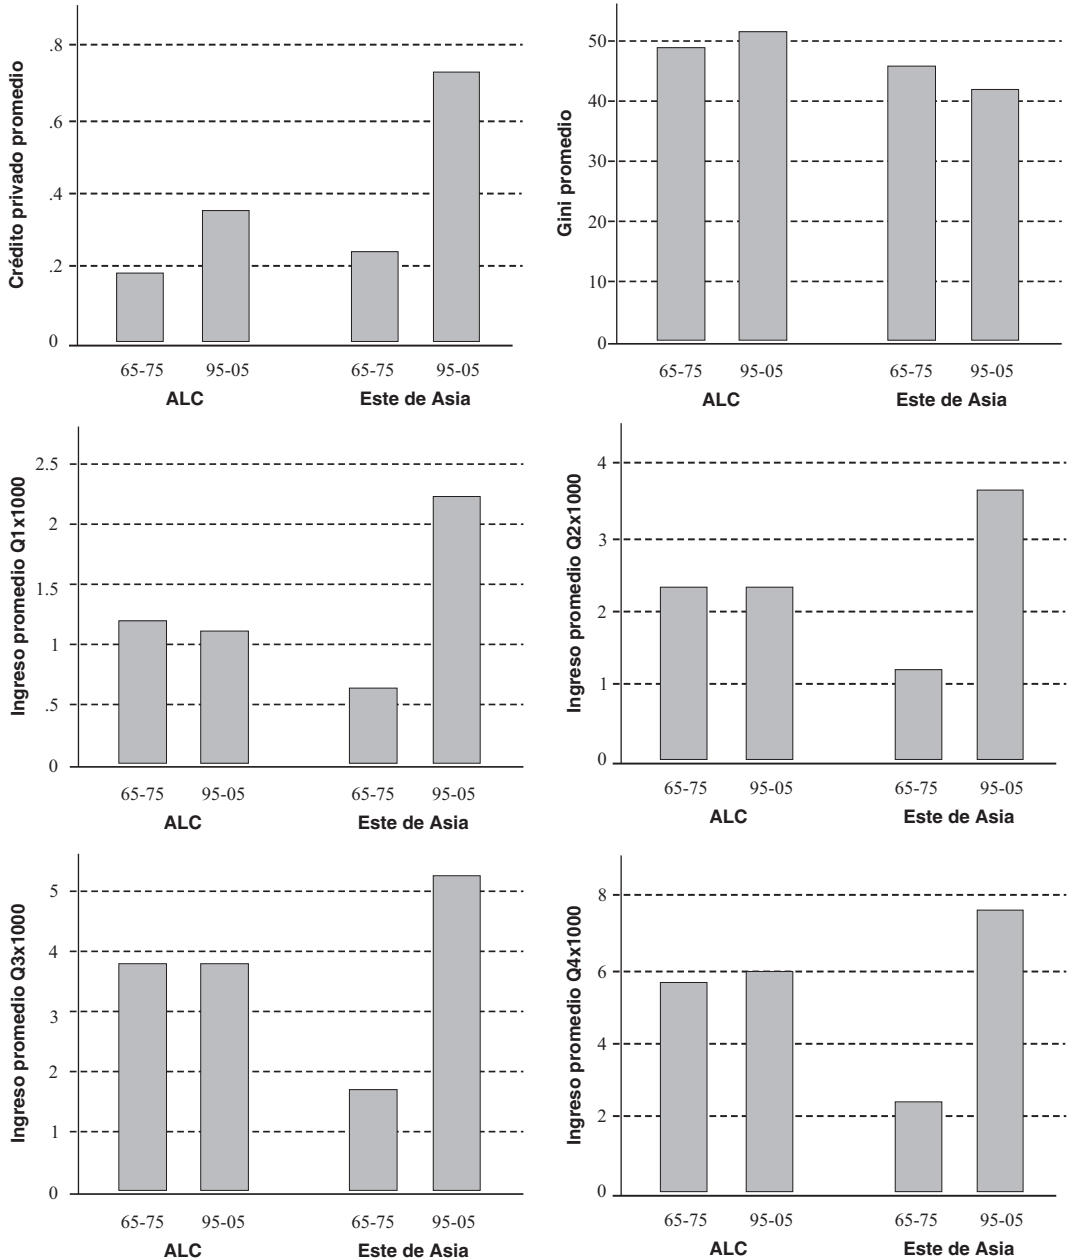 Crédito privado promedio
.8
.6
.4
.2
0
65-75 95-05 65-75 95-05
ALC Este de Asia
Gini promedio
50
40
30
20
10
0
65-75 95-05 65-75 95-05
ALC Este de Asia
Ingreso promedio Q1x1000
2.5
2
1.5
1
.5
0
65-75 95-05 65-75 95-05
ALC Este de Asia
Ingreso promedio Q2x1000
4
3
2
1
0
65-75 95-05 65-75 95-05
ALC Este de Asia
Ingreso promedio Q3x1000
5
4
3
2
1
0
65-75 95-05 65-75 95-05
ALC Este de Asia
Ingreso promedio Q4x1000
8
6
4
2
0
65-75 95-05 65-75 95-05
ALC Este de Asia